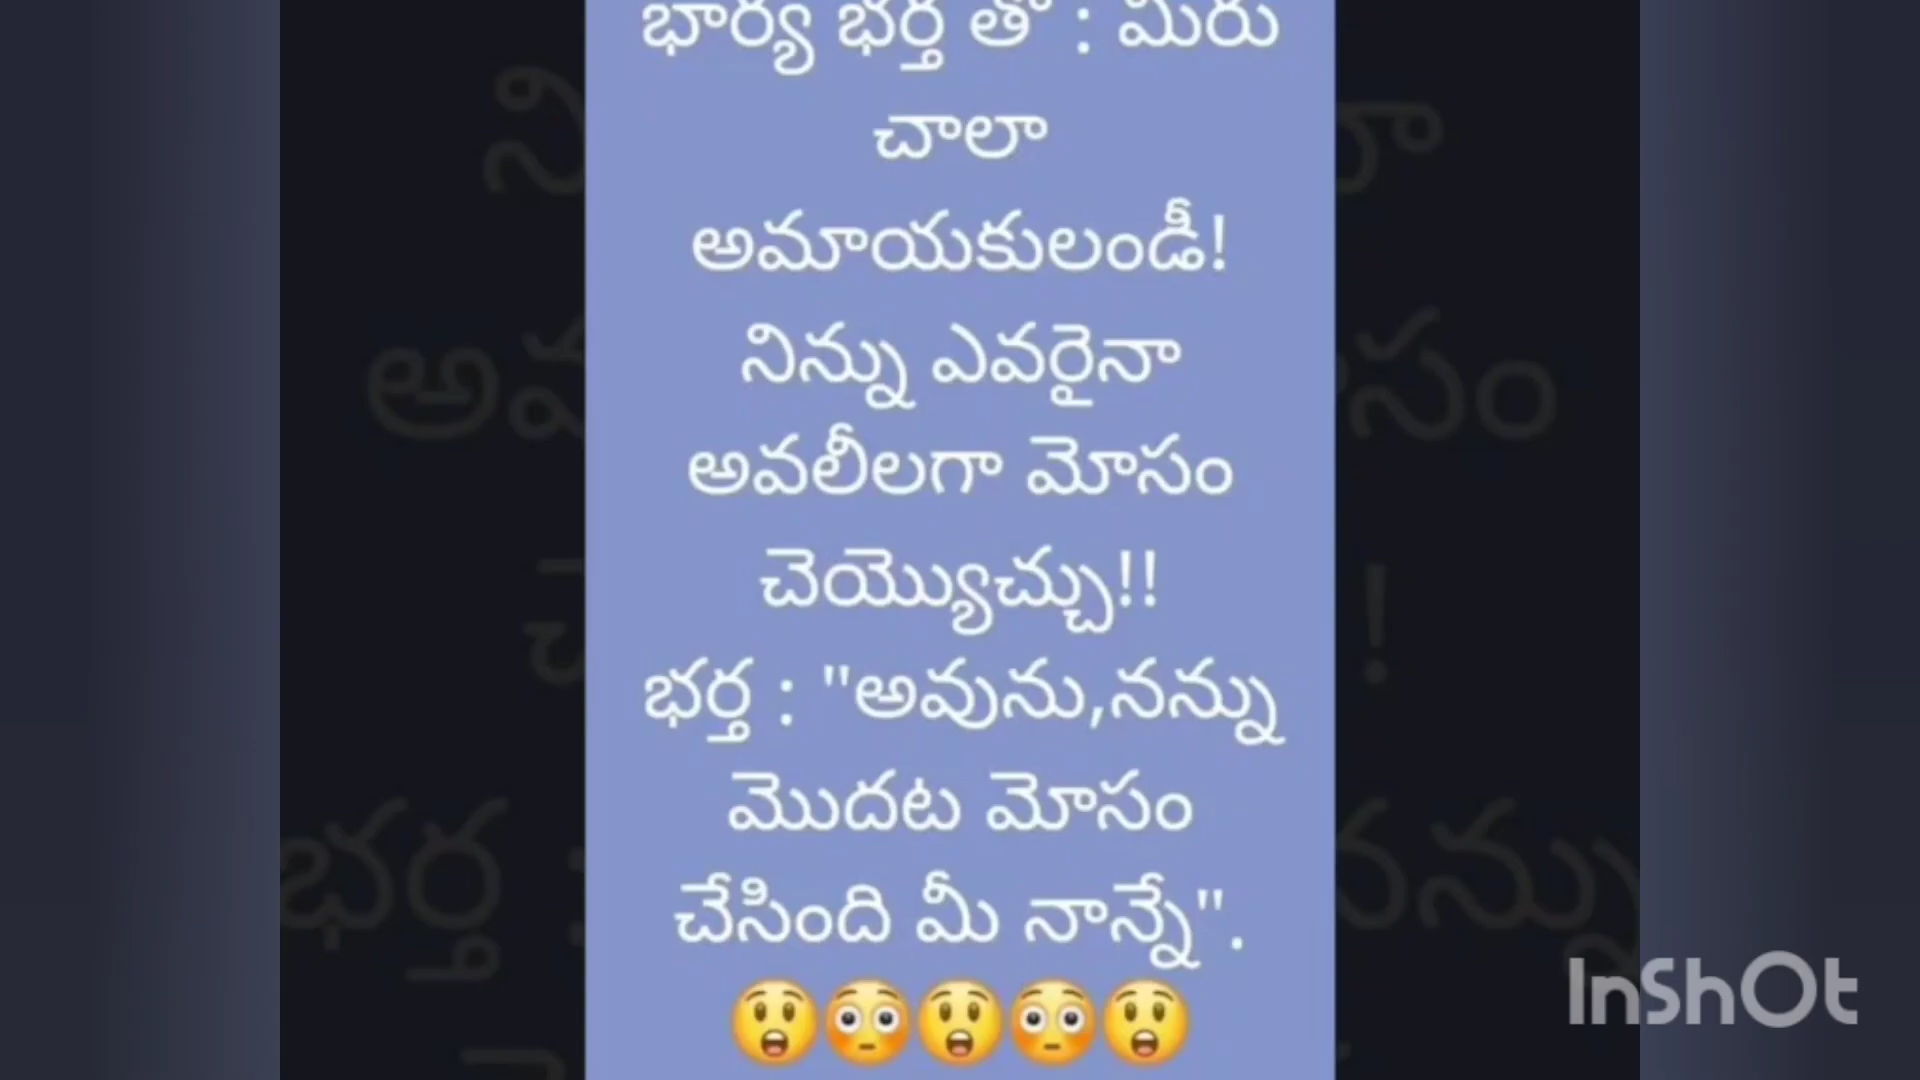 భార్య భర్త తో : మీరు
చాలా
అమాయకులండీ!
నిన్ను ఎవరైనా
అవలీలగా మోసం
చెయ్యొచ్చు!!
భర్త : "అవును,నన్ను
మొదట మోసం
చేసింది మీ నాన్నే".
😲😳😲😳😲
InShOt